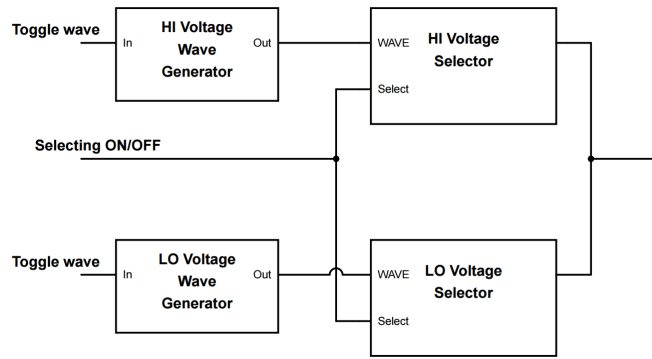 Toggle wave
In
HI Voltage
Wave
Generator
Out
WAVE
Select
HI Voltage
Selector
Selecting ON/OFF
Toggle wave
In
LO Voltage
Wave
Generator
Out
WAVE
Select
LO Voltage
Selector